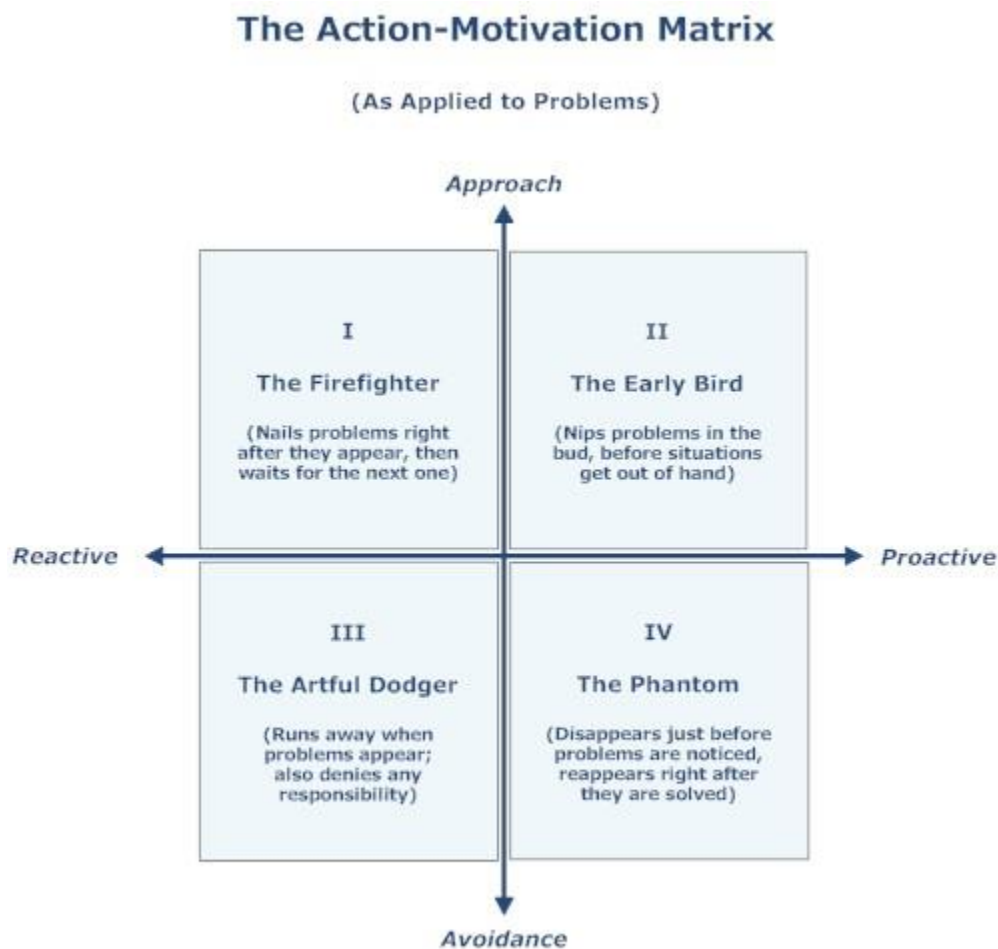 The Action-Motivation Matrix
(As Applied to Problems)
Approach
I
The Firefighter
(Nails problems right
after they appear, then
waits for the next one)
II
The Early Bird
(Nips problems in the
bud, before situations
get out of hand)
Reactive
Proactive
III
The Artful Dodger
(Runs away when
problems appear;
also denies any
responsibility)
IV
The Phantom
(Disappears just before
problems are noticed,
reappears right after
they are solved)
Avoidance